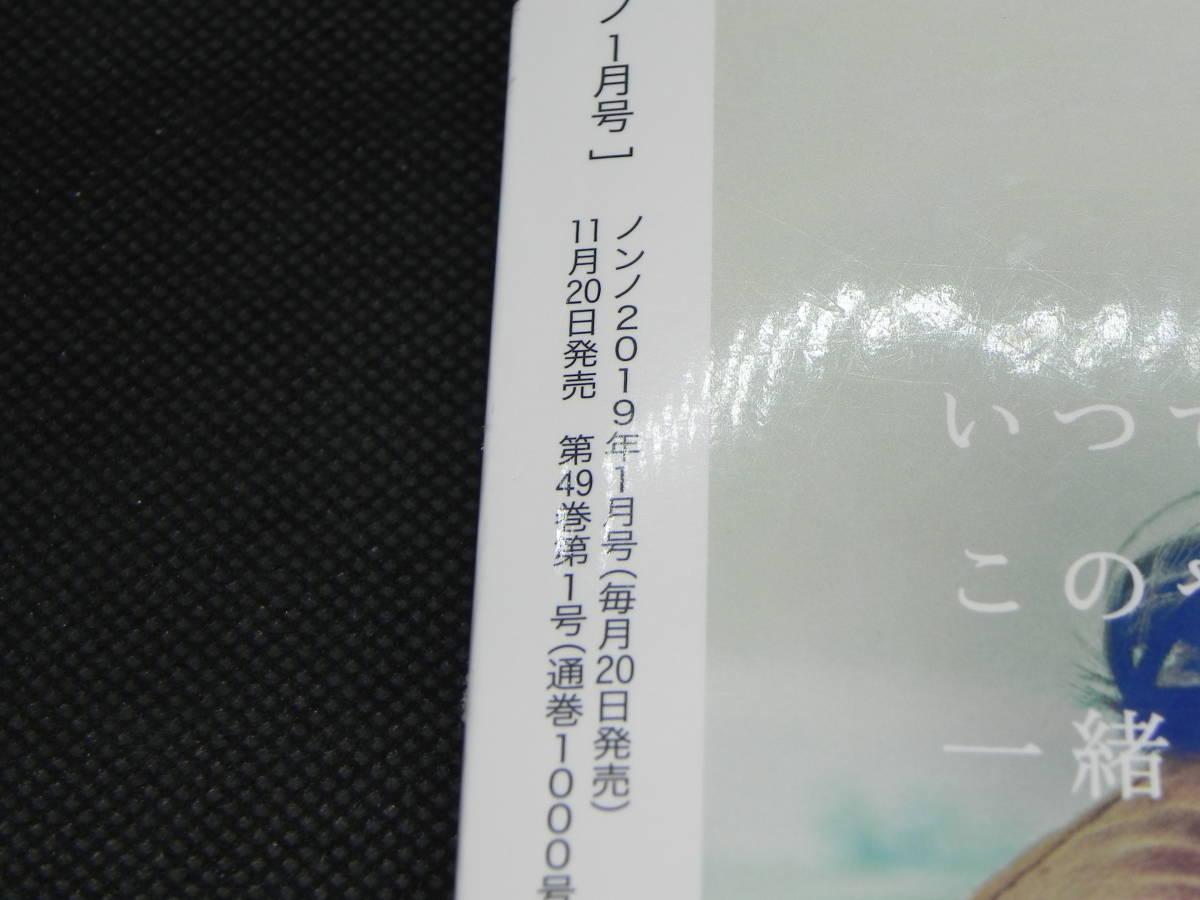 ノ1月号]
ノンノ2019年1月号(毎月20日発売)
11月20日発売 第49巻第1号(通巻1000号
いつ
この
一緒